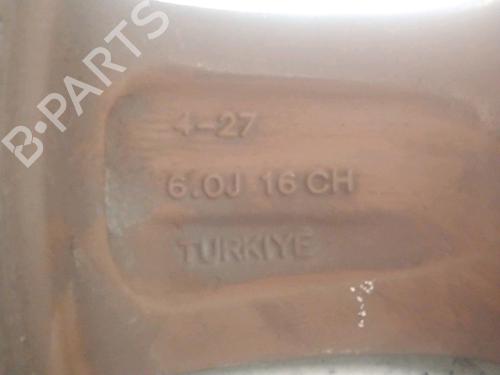 B-PARTS
4-27
6.0J 16 CH
TURKIYE